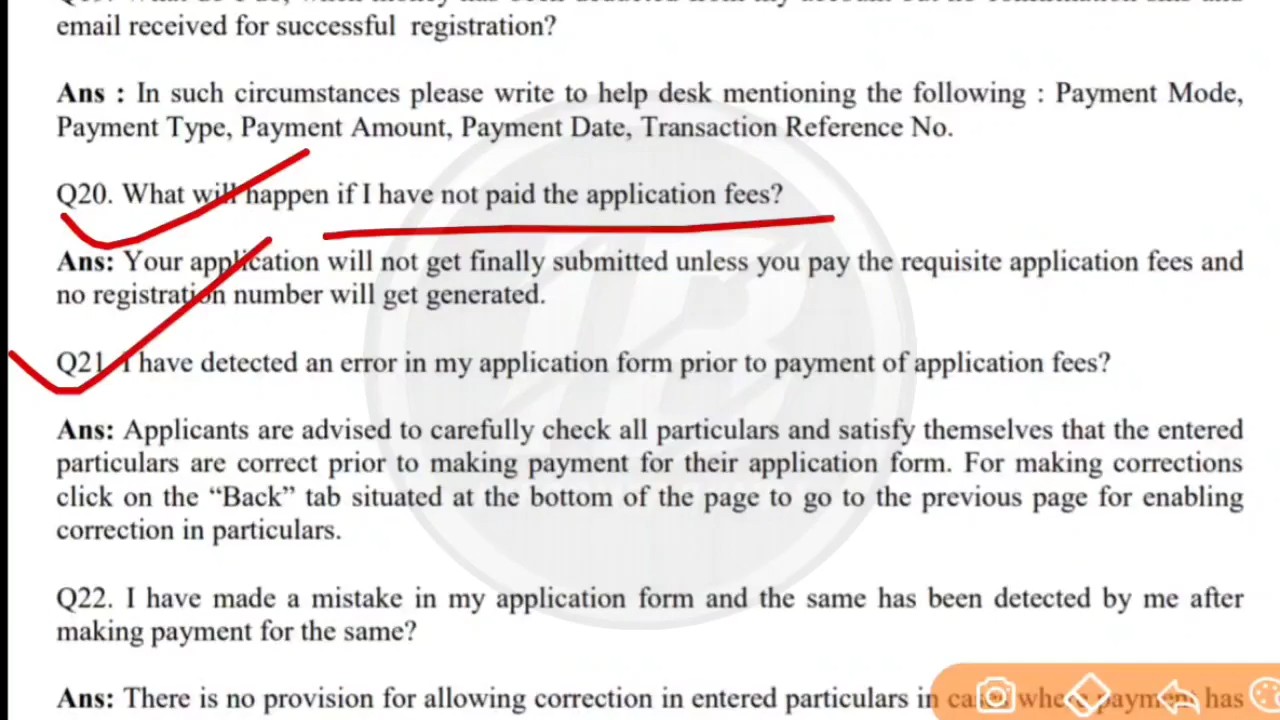 email received for successful registration?
Ans : In such circumstances please write to help desk mentioning the following : Payment Mode,
Payment Type, Payment Amount, Payment Date, Transaction Reference No.
Q20. What will happen if I have not paid the application fees?
Ans: Your application will not get finally submitted unless you pay the requisite application fees and
no registration number will get generated.
Q21. I have detected an error in my application form prior to payment of application fees?
Ans: Applicants are advised to carefully check all particulars and satisfy themselves that the entered
particulars are correct prior to making payment for their application form. For making corrections
click on the “Back” tab situated at the bottom of the page to go to the previous page for enabling
correction in particulars.
Q22. I have made a mistake in my application form and the same has been detected by me after
making payment for the same?
Ans: There is no provision for allowing correction in entered particulars in cases where payment has